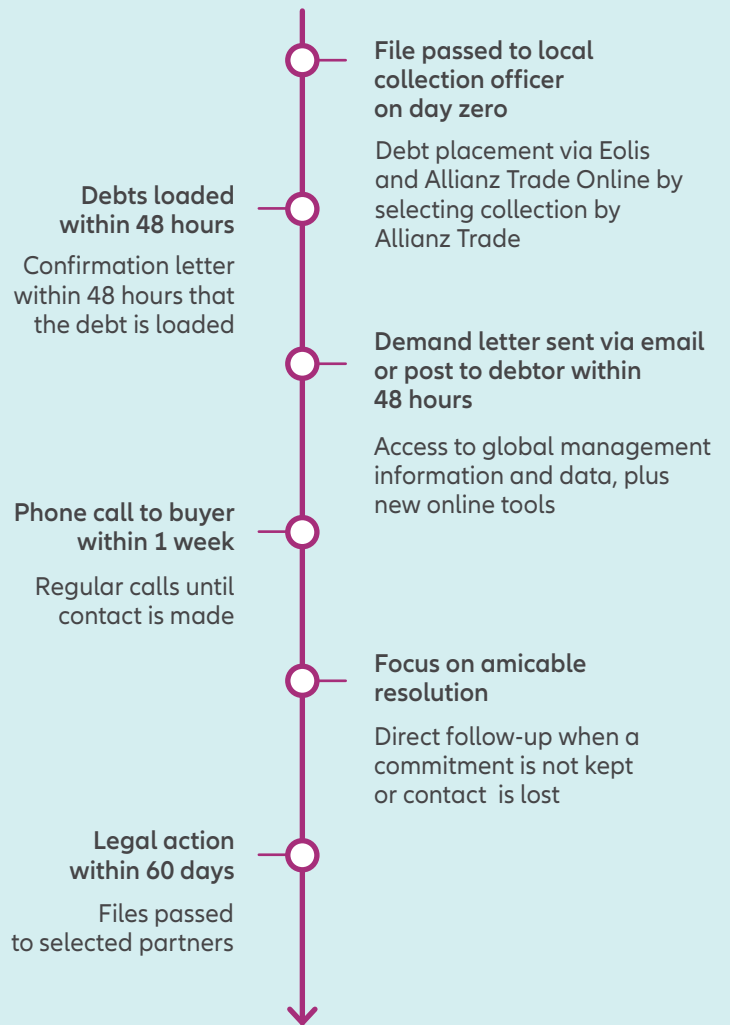 File passed to local
collection officer
on day zero
Debt placement via Eolis
and Allianz Trade Online by
selecting collection by
Allianz Trade
Debts loaded
within 48 hours
Confirmation letter
within 48 hours that
the debt is loaded
Demand letter sent via email
or post to debtor within
48 hours
Access to global management
information and data, plus
new online tools
Phone call to buyer
within 1 week
Regular calls until
contact is made
Focus on amicable
resolution
Direct follow-up when a
commitment is not kept
or contact  is lost
Legal action
within 60 days
Files passed
to selected partners